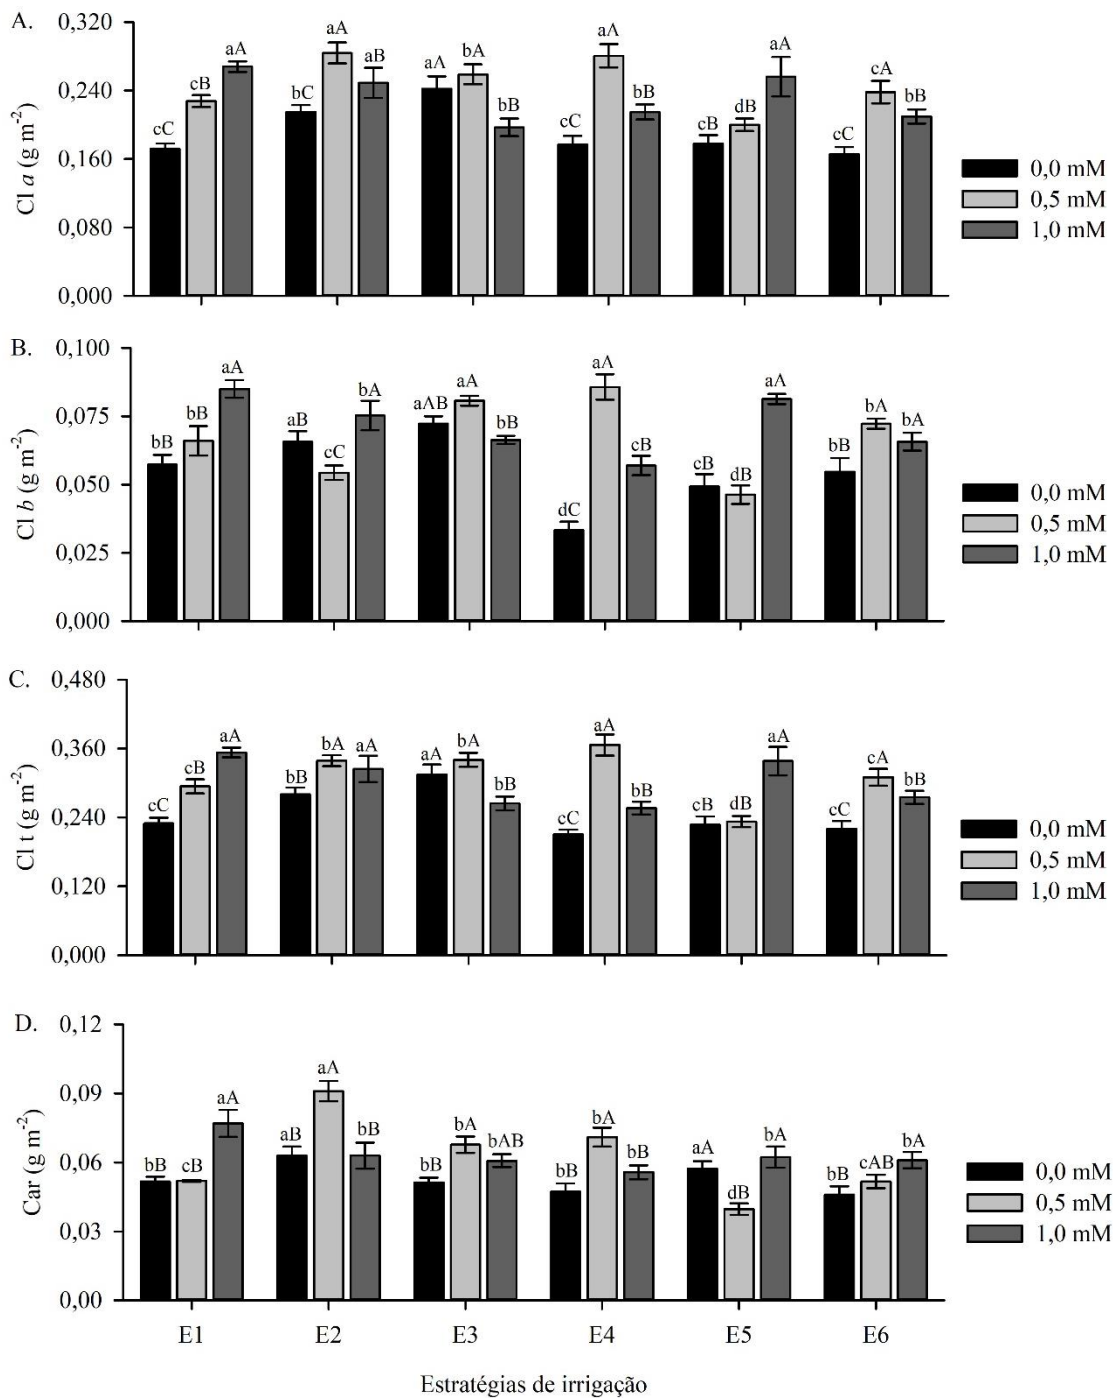 A.
Cl a (g m-2)
0,320
0,240
0,160
0,080
0,000
cC cB aA
bC aA aB
aA bA bB
cC aA bB
cB dB aA
cC cA bB
0,0 mM
0,5 mM
1,0 mM
B.
Cl b (g m-2)
0,100
0,075
0,050
0,025
0,000
bB bB aA
aB cC bA
aAB aA bB
dC aA cB
cB dB aA
bB bA bA
0,0 mM
0,5 mM
1,0 mM
C.
Cl t (g m-2)
0,480
0,360
0,240
0,120
0,000
cC cB aA
bB bA aA
aA bA bB
cC aA bB
cB dB aA
cC cA bB
0,0 mM
0,5 mM
1,0 mM
D.
Car (g m-2)
0,12
0,09
0,06
0,03
0,00
bB cB aA
aB aA bB
bB bA bAB
bB bA bB
aA dB bA
bB cAB bA
0,0 mM
0,5 mM
1,0 mM
E1 E2 E3 E4 E5 E6
Estratégias de irrigação